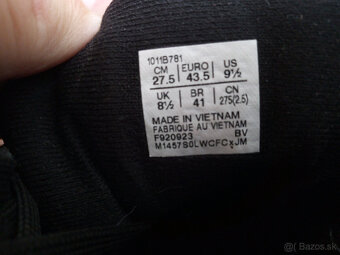 1011B781
CM EURO US
27.5 43.5 9½
UK BR CN
8½ 41 275(2.5)
MADE IN VIETNAM
FABRIQUE AU VIETNAM
F920923 BV
M1457S0LWCFCxJM
Bazos.sk